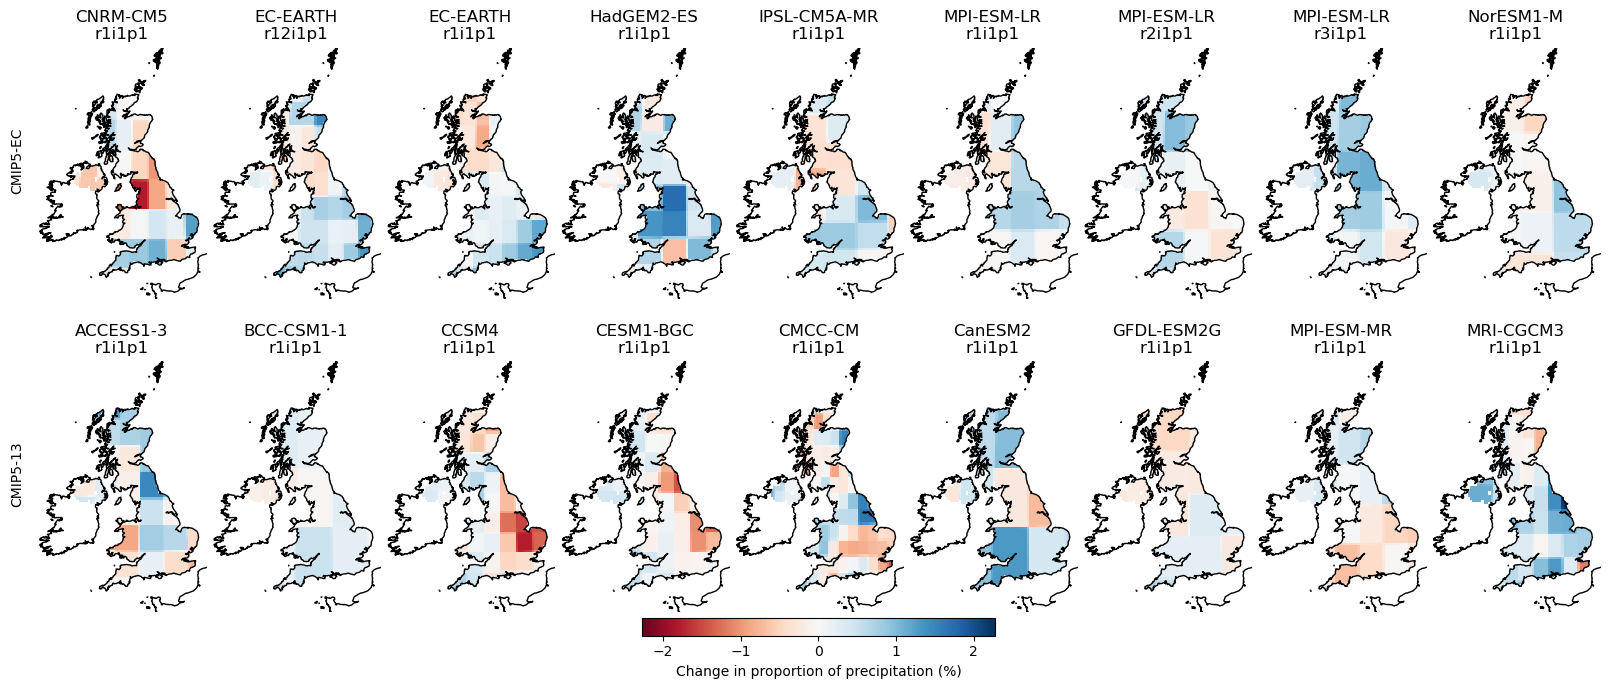 CNRM-CM5 EC-EARTH EC-EARTH HadGEM2-ES IPSL-CM5A-MR MPI-ESM-LR MPI-ESM-LR MPI-ESM-LR NorESM1-M
r1i1p1 r12i1p1 r1i1p1 r1i1p1 r1i1p1 r1i1p1 r2i1p1 r3i1p1 r1i1p1
CMIP5-EC
ACCESS1-3 BCC-CSM1-1 CCSM4 CESM1-BGC CMCC-CM CanESM2 GFDL-ESM2G MPI-ESM-MR MRI-CGCM3
r1i1p1 r1i1p1 r1i1p1 r1i1p1 r1i1p1 r1i1p1 r1i1p1 r1i1p1 r1i1p1
CMIP5-13
−2 −1 0 1 2
Change in proportion of precipitation (%)